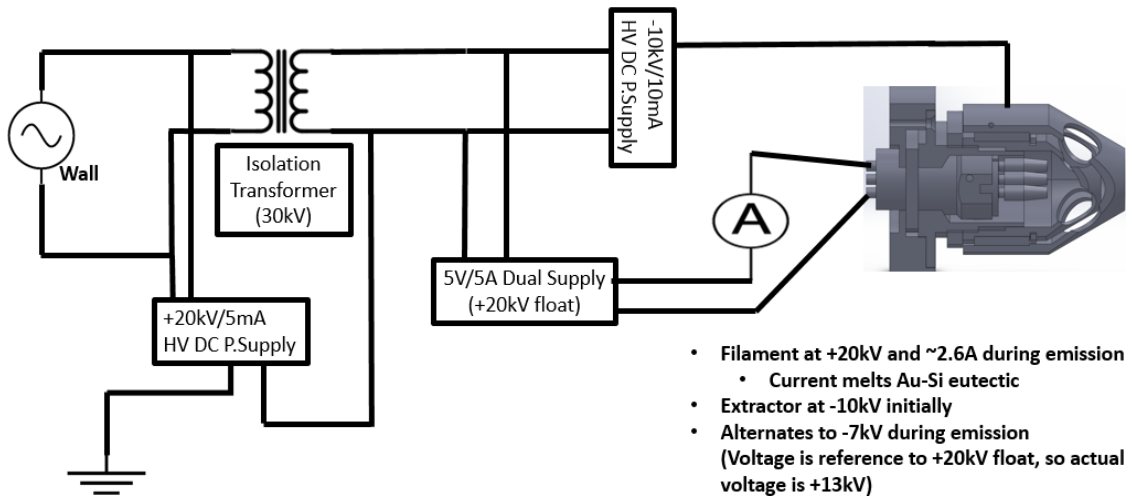 -10kV/10mA
HV DC P.Supply
Wall
Isolation
Transformer
(30kV)
A
5V/5A Dual Supply
(+20kV float)
+20kV/5mA
HV DC P.Supply
• Filament at +20kV and ~2.6A during emission
• Current melts Au-Si eutectic
• Extractor at -10kV initially
• Alternates to -7kV during emission
(Voltage is reference to +20kV float, so actual
voltage is +13kV)